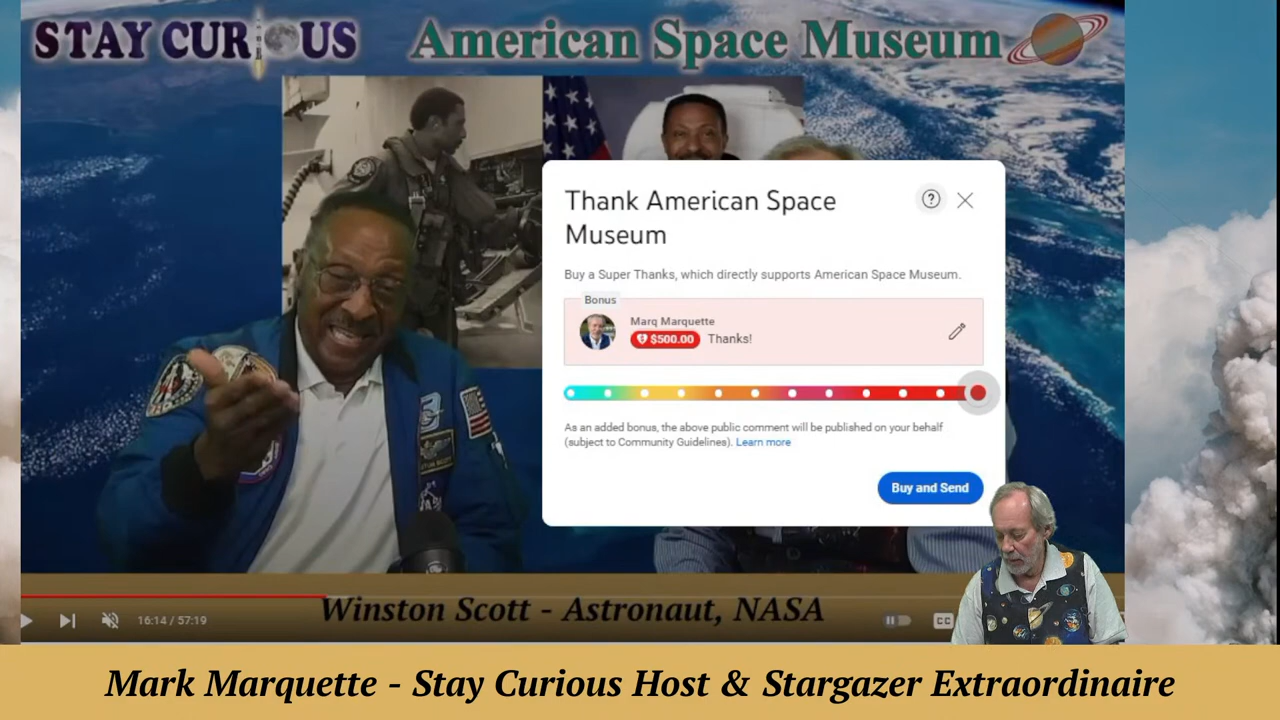 STAY CURIOUS
American Space Museum
Thank American Space
Museum
Buy a Super Thanks, which directly supports American Space Museum.
Bonus
Marq Marquette
$500.00 Thanks!
As an added bonus, the above public comment will be published on your behalf
(subject to Community Guidelines). Learn more
Buy and Send
Winston Scott - Astronaut, NASA
16:14 / 57:19
CC
Mark Marquette - Stay Curious Host & Stargazer Extraordinaire